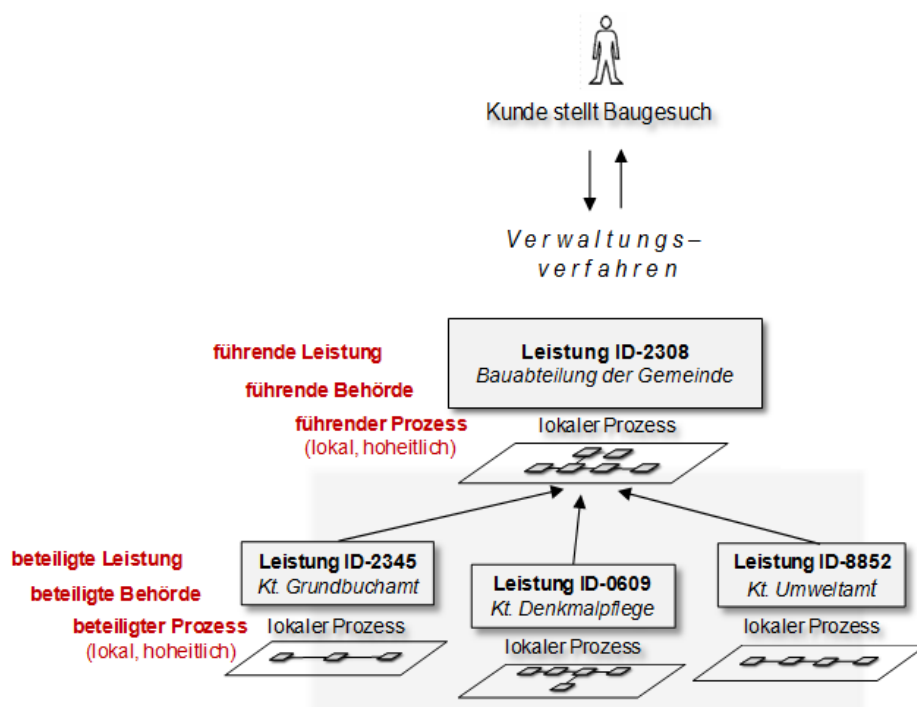 Kunde stellt Baugesuch
Verwaltungs–
verfahren
führende Leistung
führende Behörde
führender Prozess
(lokal, hoheitlich)
Leistung ID-2308
Bauabteilung der Gemeinde
lokaler Prozess
beteiligte Leistung
beteiligte Behörde
beteiligter Prozess
(lokal, hoheitlich)
Leistung ID-2345
Kt. Grundbuchamt
lokaler Prozess
Leistung ID-0609
Kt. Denkmalpflege
lokaler Prozess
Leistung ID-8852
Kt. Umweltamt
lokaler Prozess